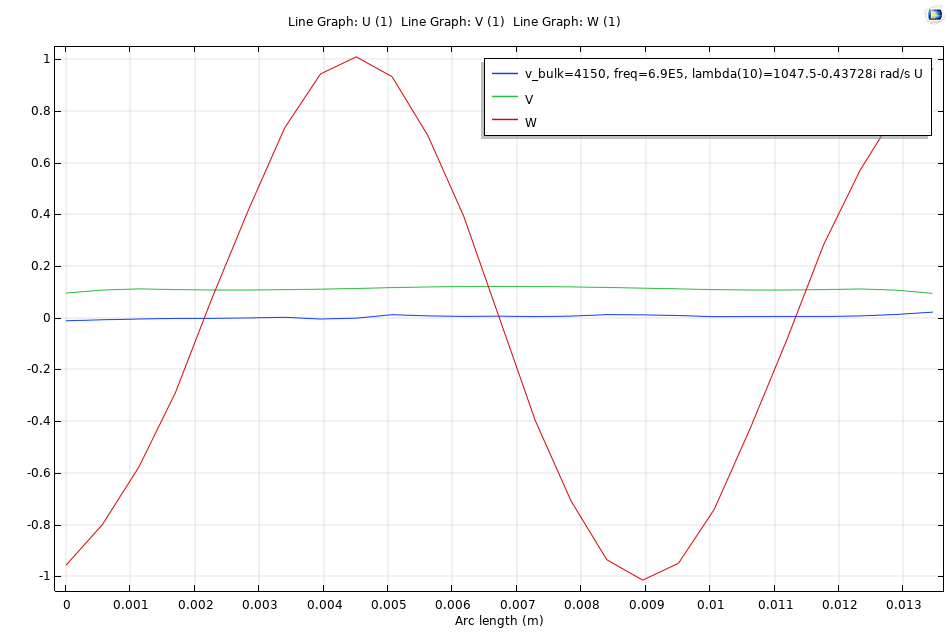 Line Graph: U (1) Line Graph: V (1) Line Graph: W (1)
v_bulk=4150, freq=6.9E5, lambda(10)=1047.5-0.43728i rad/s U
V
W
1
0.8
0.6
0.4
0.2
0
-0.2
-0.4
-0.6
-0.8
-1
0 0.001 0.002 0.003 0.004 0.005 0.006 0.007 0.008 0.009 0.01 0.011 0.012 0.013
Arc length (m)